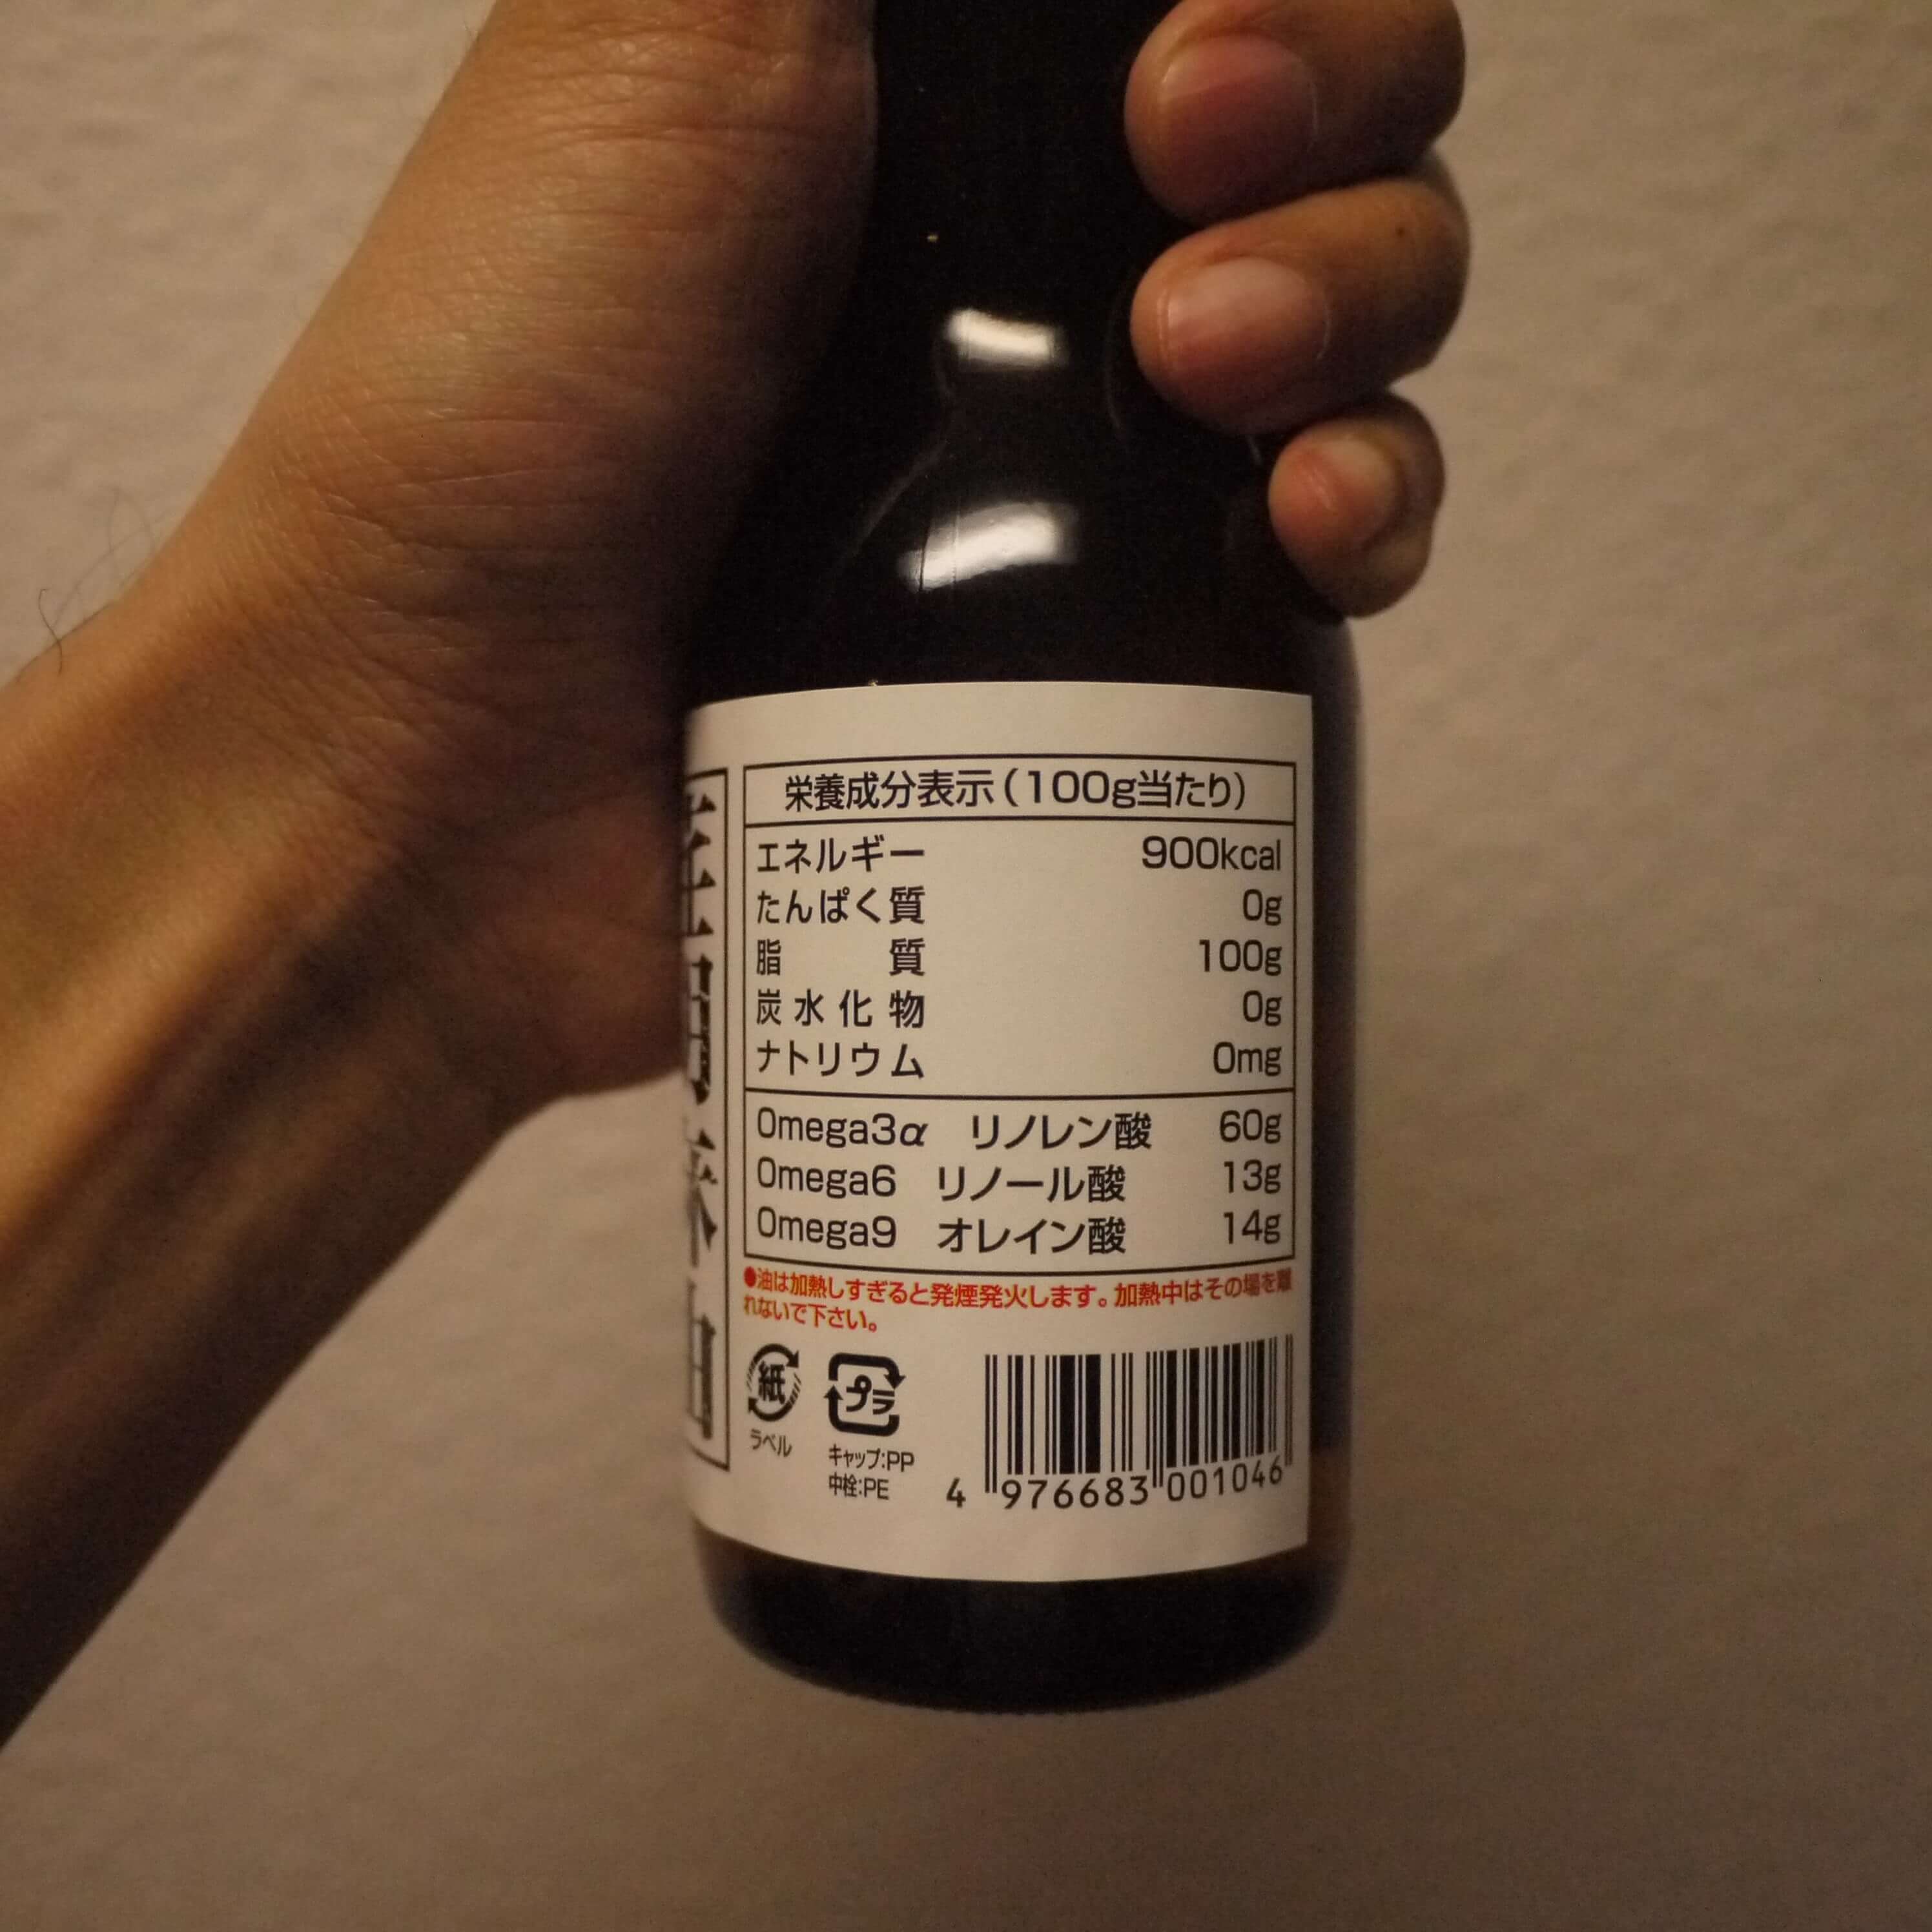 栄養成分表示(100g当たり)
エネルギー 900kcal
たんぱく質 0g
脂質 100g
炭水化物 0g
ナトリウム 0mg
Omega3α リノレン酸 60g
Omega6 リノール酸 13g
Omega9 オレイン酸 14g
●油は加熱しすぎると発煙発火します。加熱中はその場を離
れないで下さい。
紙
ラベル
プラ
キャップ:PP
中栓:PE
4 976683 001046